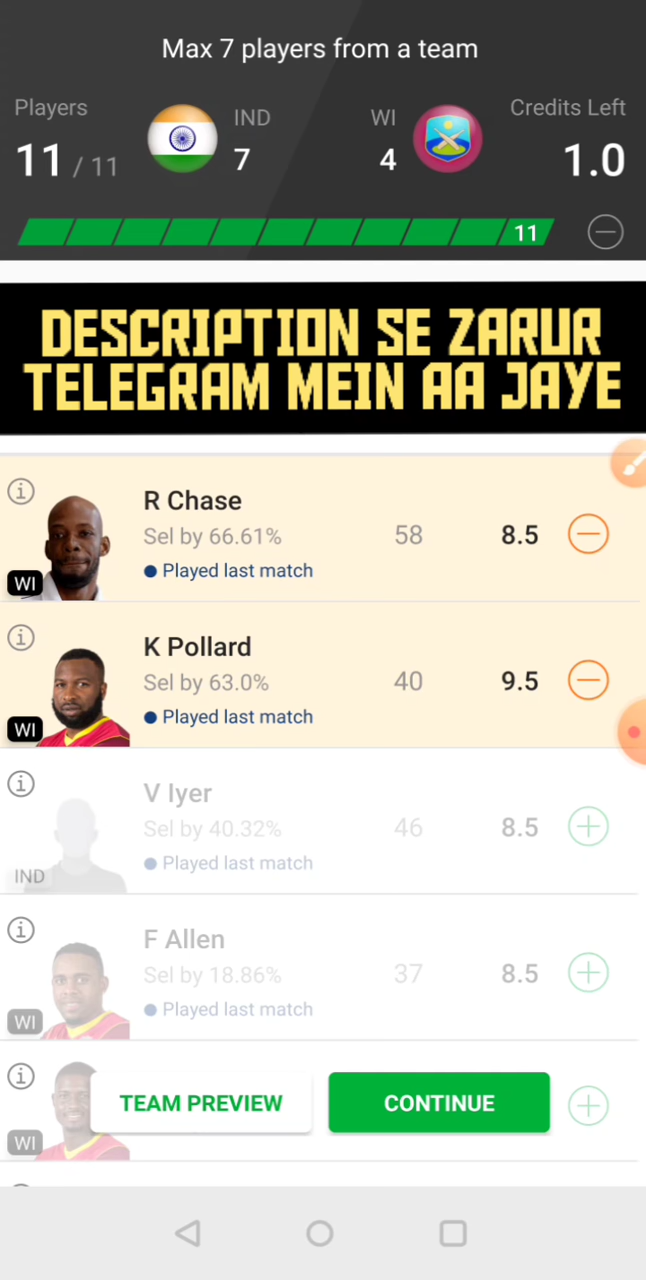 Max 7 players from a team
Players
IND
WI
Credits Left
11 / 11
7
4
1.0
11
DESCRIPTION SE ZARUR
TELEGRAM MEIN AA JAYE
R Chase
Sel by 66.61%
58
8.5
Played last match
WI
K Pollard
Sel by 63.0%
40
9.5
Played last match
WI
V Iyer
Sel by 40.32%
46
8.5
Played last match
IND
F Allen
Sel by 18.86%
37
8.5
Played last match
WI
TEAM PREVIEW
CONTINUE
WI